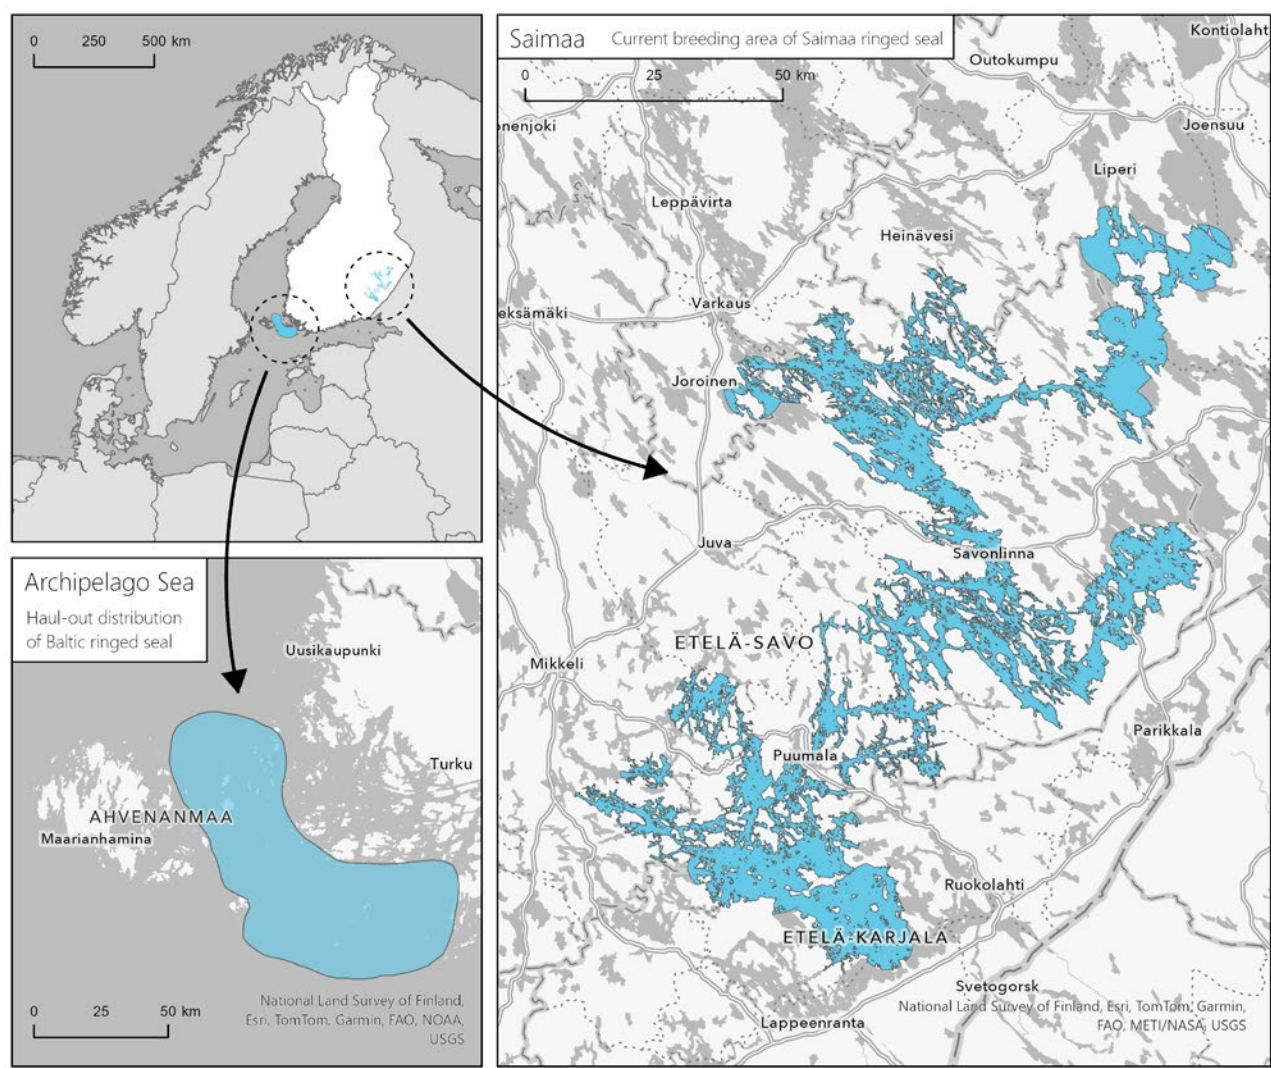 0 250 500 km
Saimaa Current breeding area of Saimaa ringed seal
0 25 50 km
Kontiolaht
Outokumpu
onenjoki
Joensuu
Liperi
Leppävirta
Heinävesi
Varkaus
eksämäki
Joroinen
Juva
Savonlinna
ETELÄ-SAVO
Mikkeli
Parikkala
Puumala
Ruokolahti
ETELÄ-KARJALA
Svetogorsk
Lappeenranta
National Land Survey of Finland, Esri, TomTom, Garmin,
FAO, METI/NASA, USGS
Archipelago Sea
Haul-out distribution
of Baltic ringed seal
Uusikaupunki
Turku
AHVENANMAA
Maarianhamina
0 25 50 km
National Land Survey of Finland,
Esri, TomTom, Garmin, FAO, NOAA,
USGS